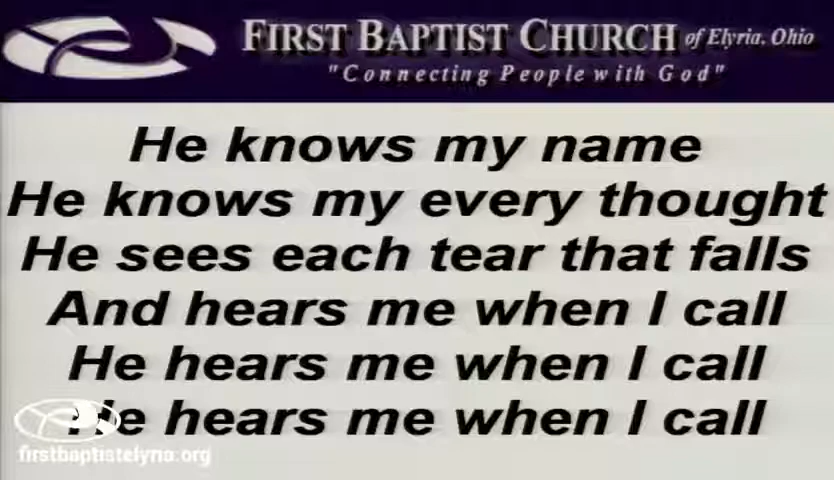 FIRST BAPTIST CHURCH of Elyria, Ohio
"Connecting People with God"
He knows my name
He knows my every thought
He sees each tear that falls
And hears me when I call
He hears me when I call
He hears me when I call
firstbaptistelyria.org